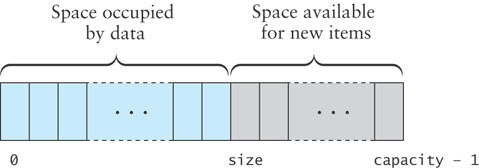 Space occupied
by data
Space available
for new items
. . .
. . .
0
size
capacity – 1